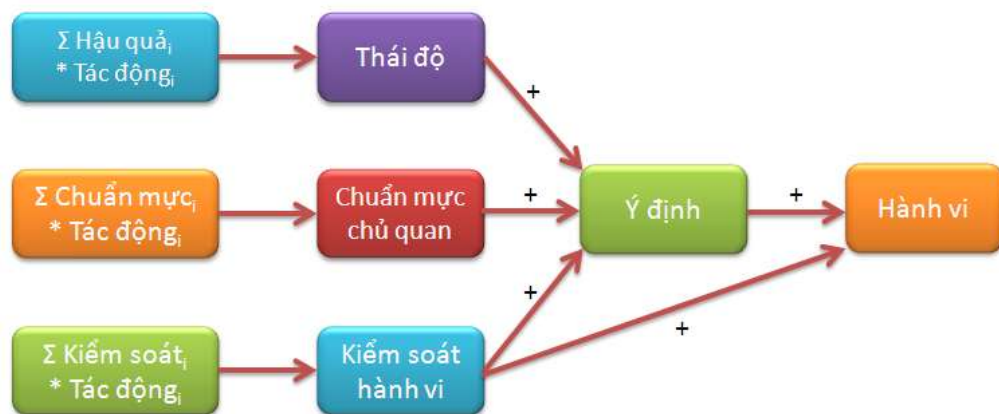 Σ Hậu quảᵢ
* Tác độngᵢ
Thái độ
+
Σ Chuẩn mựcᵢ
* Tác độngᵢ
Chuẩn mực
chủ quan
+
Ý định
+
Hành vi
+
+
Σ Kiểm soátᵢ
* Tác độngᵢ
Kiểm soát
hành vi